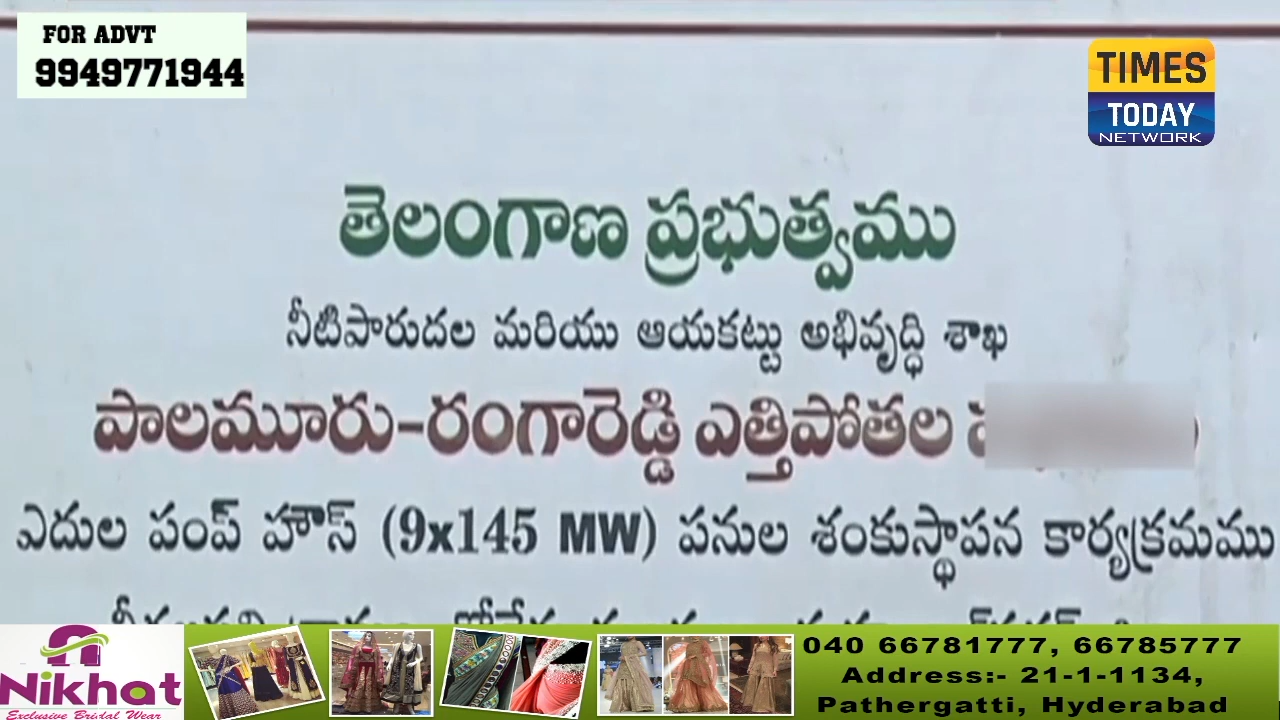 FOR ADVT
9949771944
TIMES
TODAY
NETWORK
తెలంగాణ ప్రభుత్వము
నీటిపారుదల మరియు ఆయకట్టు అభివృద్ధి శాఖ
పాలమూరు-రంగారెడ్డి ఎత్తిపోతల
ఎదుల పంప్ హౌస్ (9x145 MW) పనుల శంకుస్థాపన కార్యక్రమము
Nikhat
Exclusive Bridal Wear
040 66781777, 66785777
Address:- 21-1-1134,
Pathergatti, Hyderabad